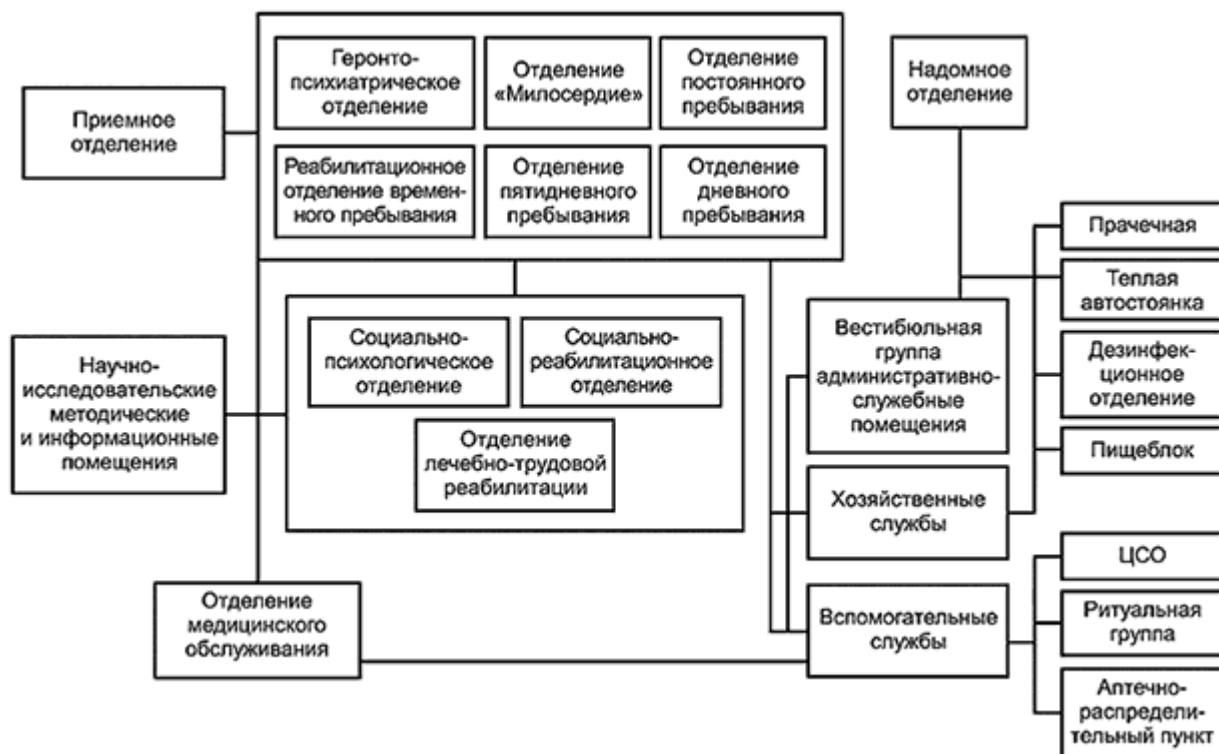 Геронто-
психиатрическое
отделение
Отделение
«Милосердие»
Отделение
постоянного
пребывания
Надомное
отделение
Приемное
отделение
Реабилитационное
отделение времен-
ного пребывания
Отделение
пятидневного
пребывания
Отделение
дневного
пребывания
Прачечная
Теплая
автостоянка
Социально-
психологическое
отделение
Социально-
реабилитационное
отделение
Вестибюльная
группа
административно-
служебные
помещения
Дезинфек-
ционное
отделение
Научно-
исследовательские
методические
и информационные
помещения
Отделение
лечебно-трудовой
реабилитации
Пищеблок
Хозяйственные
службы
ЦСО
Отделение
медицинского
обслуживания
Вспомогательные
службы
Ритуальная
группа
Аптечно-
распредели-
тельный пункт